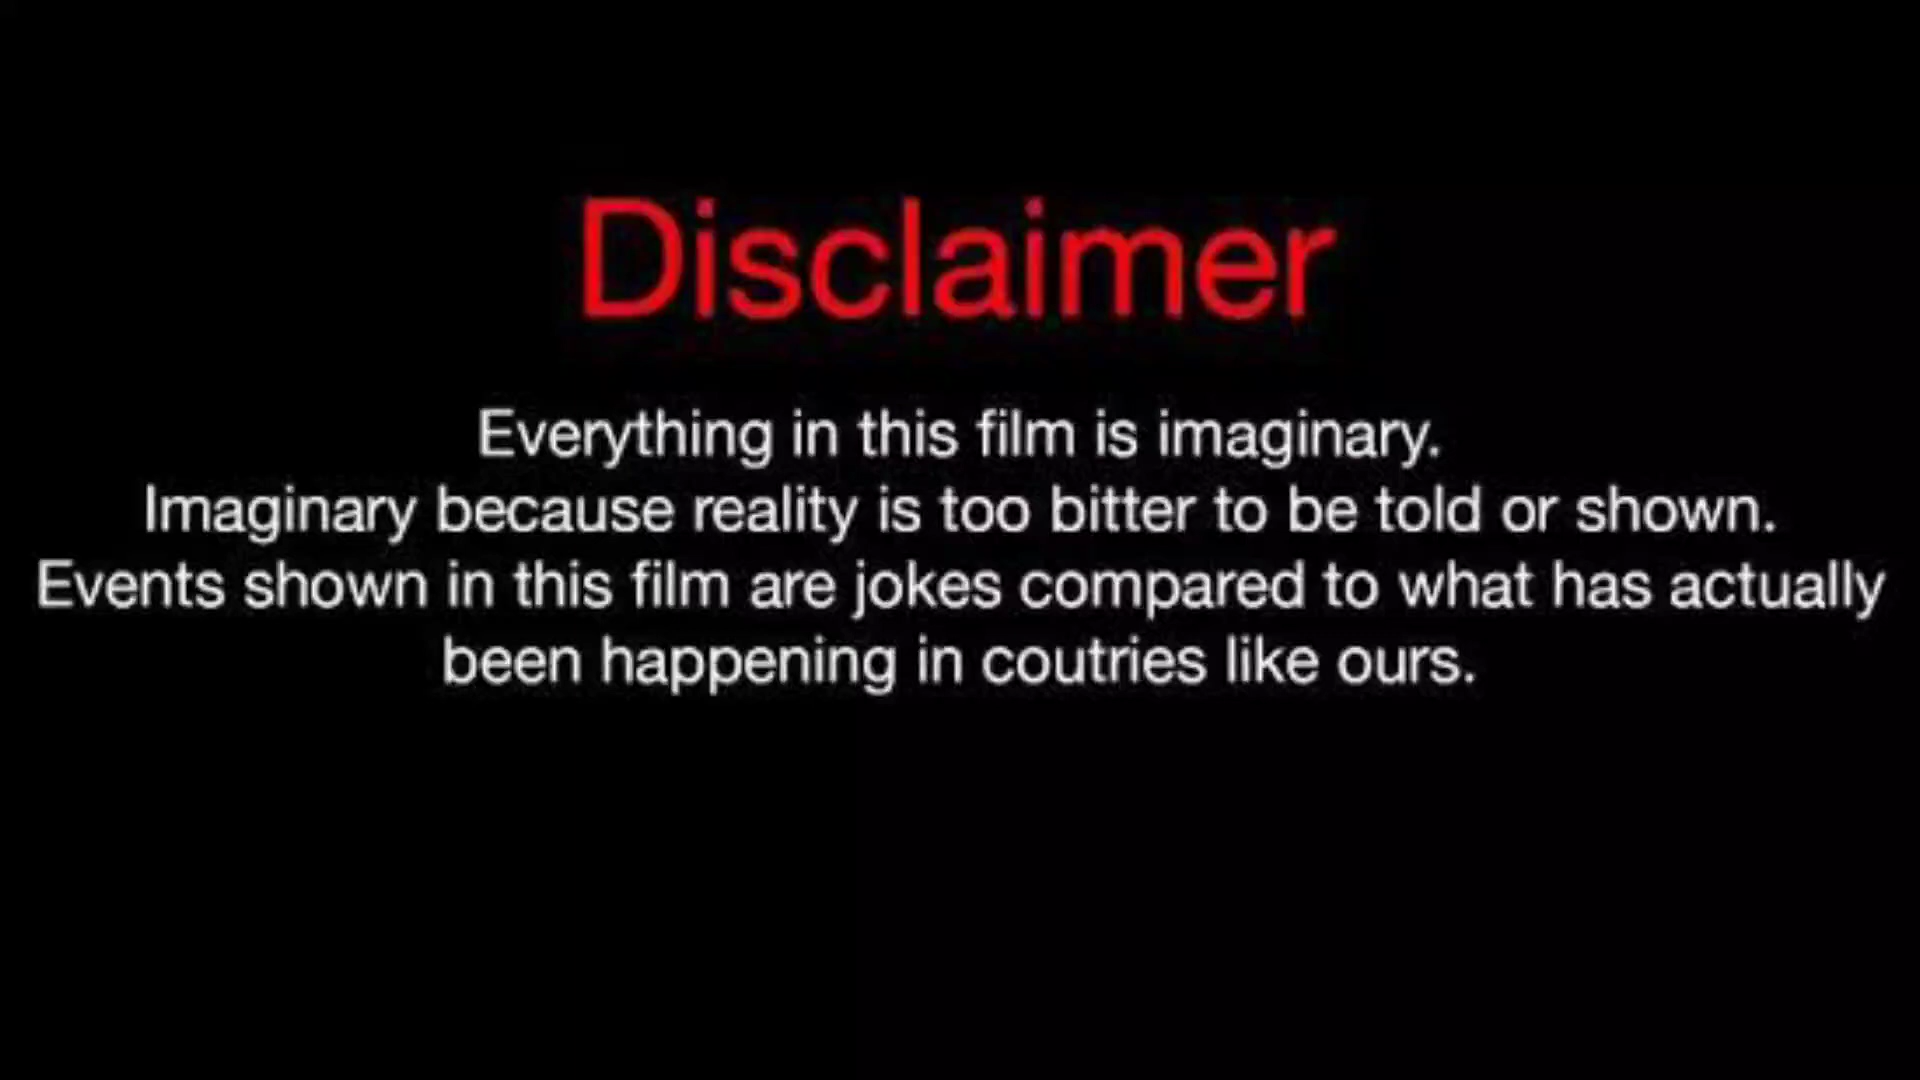 Disclaimer
Everything in this film is imaginary.
Imaginary because reality is too bitter to be told or shown.
Events shown in this film are jokes compared to what has actually
been happening in coutries like ours.